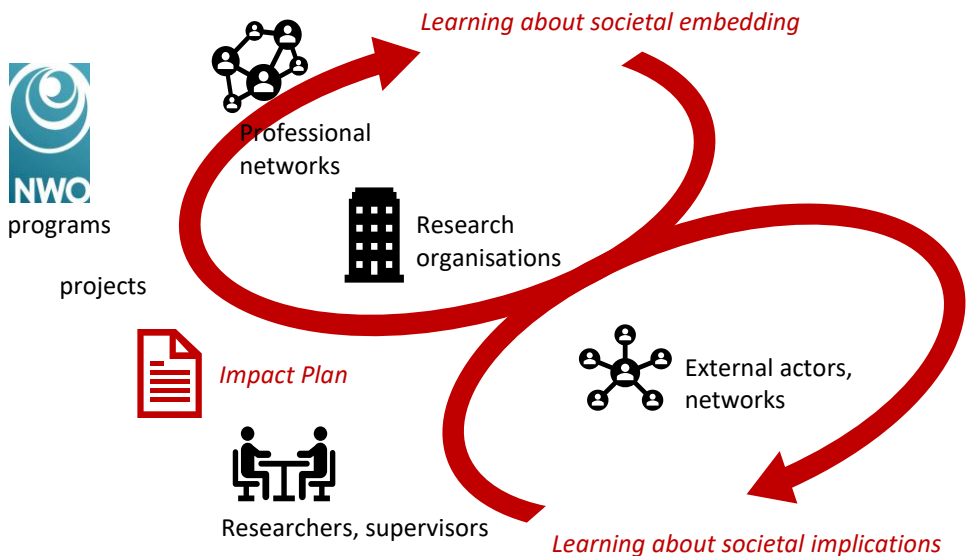 Learning about societal embedding
NWO
programs
Professional
networks
Research
organisations
projects
Impact Plan
External actors,
networks
Researchers, supervisors
Learning about societal implications